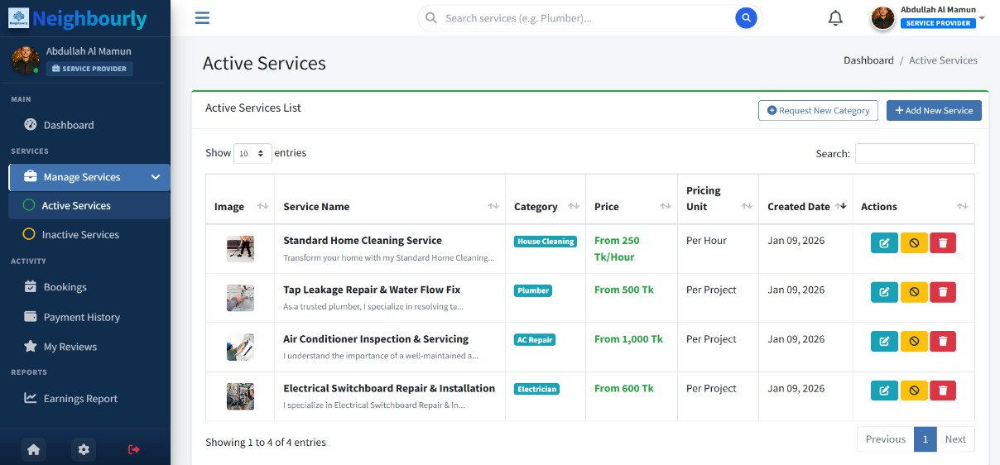 Neighbourly
Search services (e.g. Plumber)...
Abdullah Al Mamun
SERVICE PROVIDER
Abdullah Al Mamun
SERVICE PROVIDER
MAIN
Dashboard
SERVICES
Manage Services
Active Services
Inactive Services
ACTIVITY
Bookings
Payment History
My Reviews
REPORTS
Earnings Report
Active Services
Dashboard / Active Services
Active Services List
Request New Category
Add New Service
Show 10 entries
Search:
Image Service Name Category Price Pricing Unit Created Date Actions
Standard Home Cleaning Service House Cleaning From 250 Tk/Hour Per Hour Jan 09, 2026
Transform your home with my Standard Home Cleaning...
Tap Leakage Repair & Water Flow Fix Plumber From 500 Tk Per Project Jan 09, 2026
As a trusted plumber, I specialize in resolving ta...
Air Conditioner Inspection & Servicing AC Repair From 1,000 Tk Per Project Jan 09, 2026
I understand the importance of a well-maintained a...
Electrical Switchboard Repair & Installation Electrician From 600 Tk Per Project Jan 09, 2026
I specialize in Electrical Switchboard Repair & In...
Showing 1 to 4 of 4 entries
Previous 1 Next